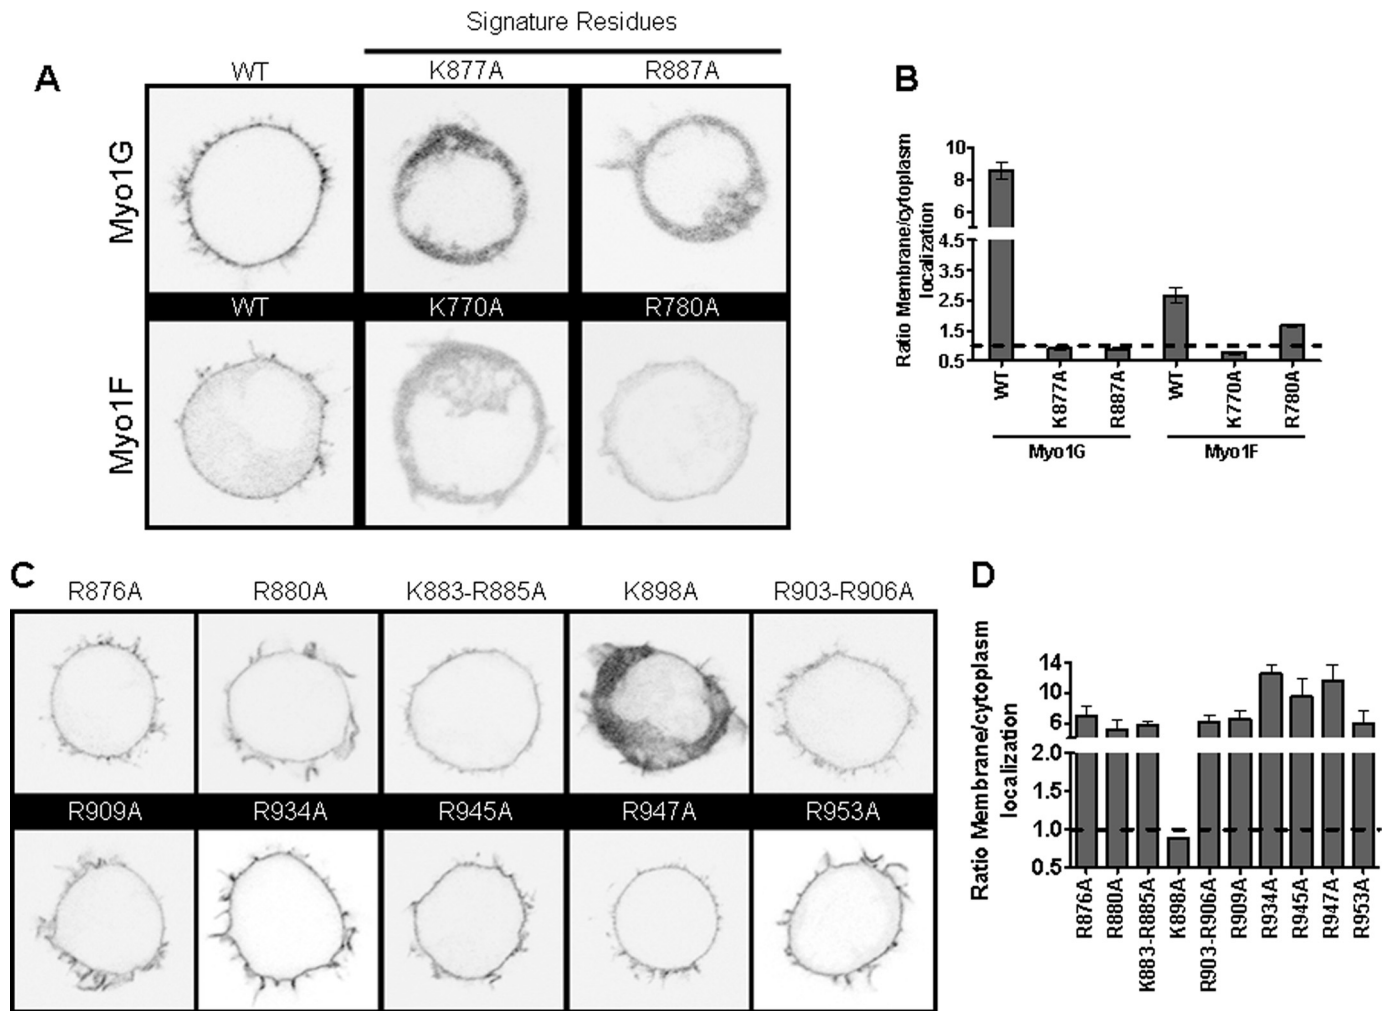 Signature Residues
A
WT
K877A
R887A
Myo1G
WT
K770A
R780A
Myo1F
B
Ratio Membrane/cytoplasm
localization
10
8
6
4.5
3.5
2.5
1.5
0.5
WT
K877A
R887A
WT
K770A
R780A
Myo1G
Myo1F
C
R876A
R880A
K883-R885A
K898A
R903-R906A
R909A
R934A
R945A
R947A
R953A
D
Ratio Membrane/cytoplasm
localization
14
10
6
2.0
1.5
1.0
0.5
R876A
R880A
K883-R885A
K898A
R903-R906A
R909A
R934A
R945A
R947A
R953A